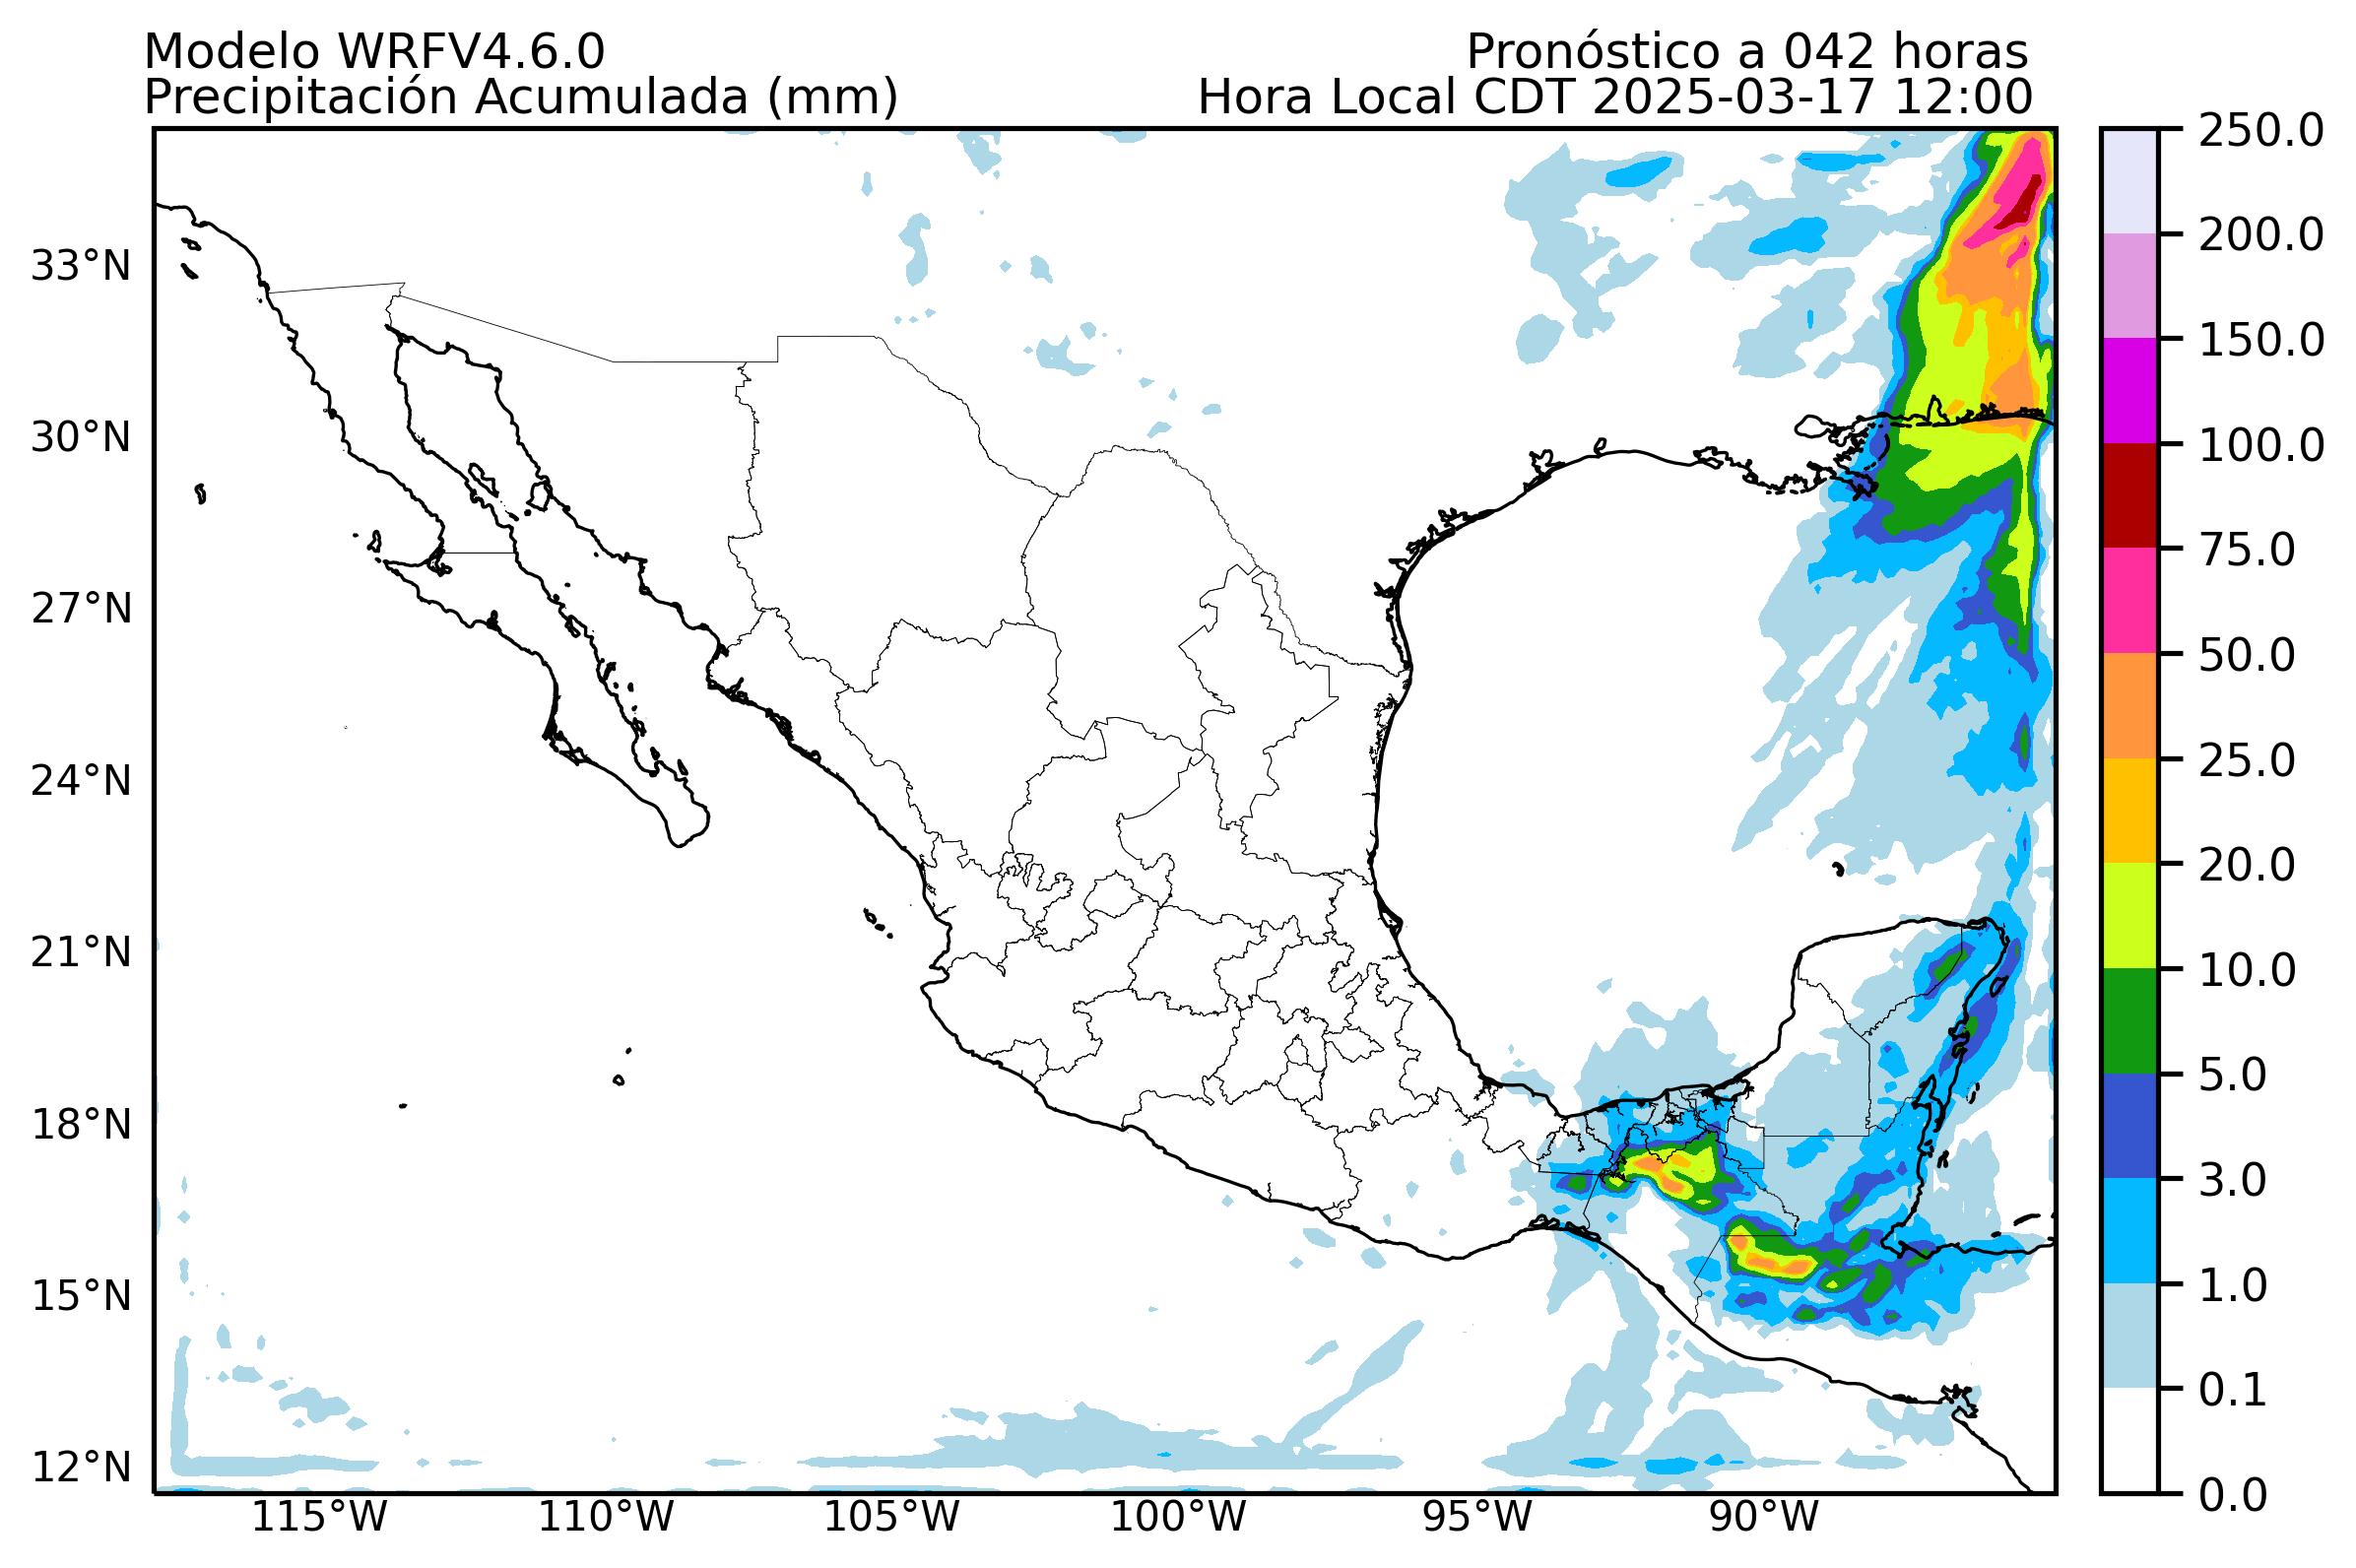 Modelo WRFV4.6.0
Pronóstico a 042 horas
Precipitación Acumulada (mm)
Hora Local CDT 2025-03-17 12:00
33°N
30°N
27°N
24°N
21°N
18°N
15°N
12°N
115°W
110°W
105°W
100°W
95°W
90°W
250.0
200.0
150.0
100.0
75.0
50.0
25.0
20.0
10.0
5.0
3.0
1.0
0.1
0.0